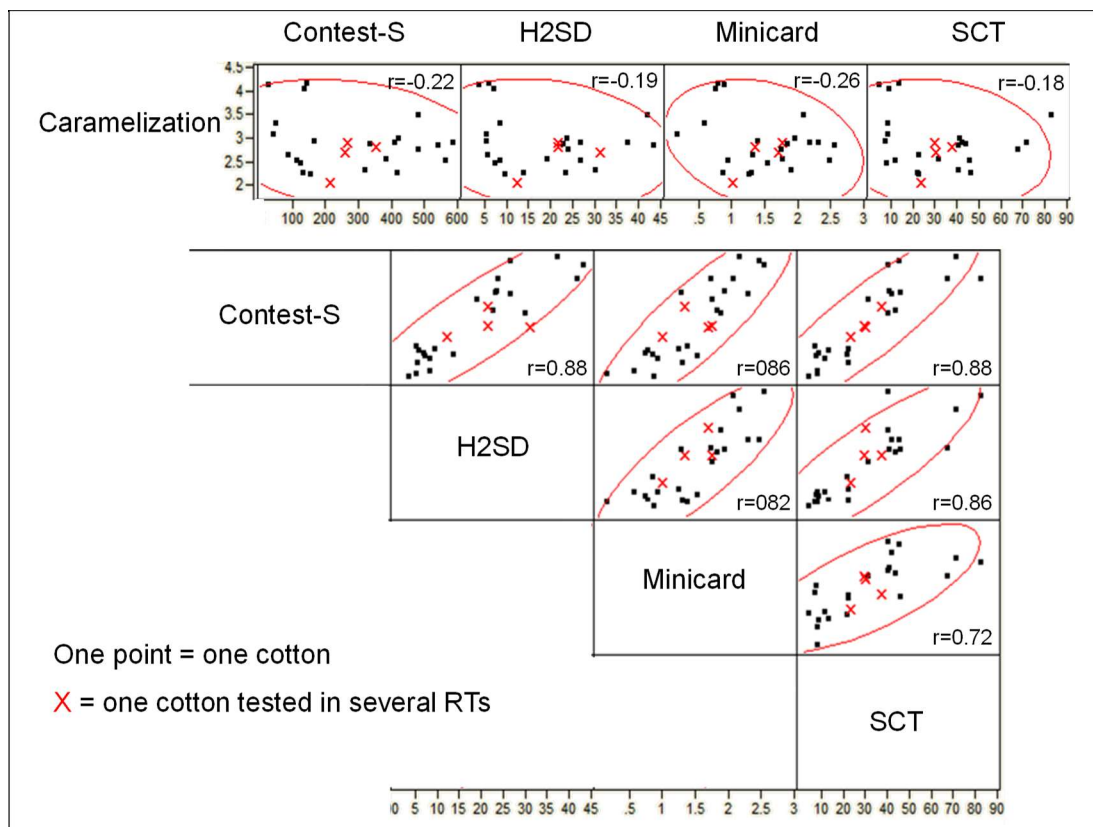 Contest-S H2SD Minicard SCT
4.5
4
3.5
3
2.5
2
Caramelization
r=-0.22 r=-0.19 r=-0.26 r=-0.18
100 200 300 400 500 600 5 10 15 20 25 30 35 40 45 .5 1 1.5 2 2.5 3 10 20 30 40 50 60 70 80 90
Contest-S
r=0.88 r=086 r=0.88
H2SD
r=082 r=0.86
Minicard
r=0.72
One point = one cotton
X = one cotton tested in several RTs
SCT
00 5 10 15 20 25 30 35 40 45 .5 1 1.5 2 2.5 3 10 20 30 40 50 60 70 80 90